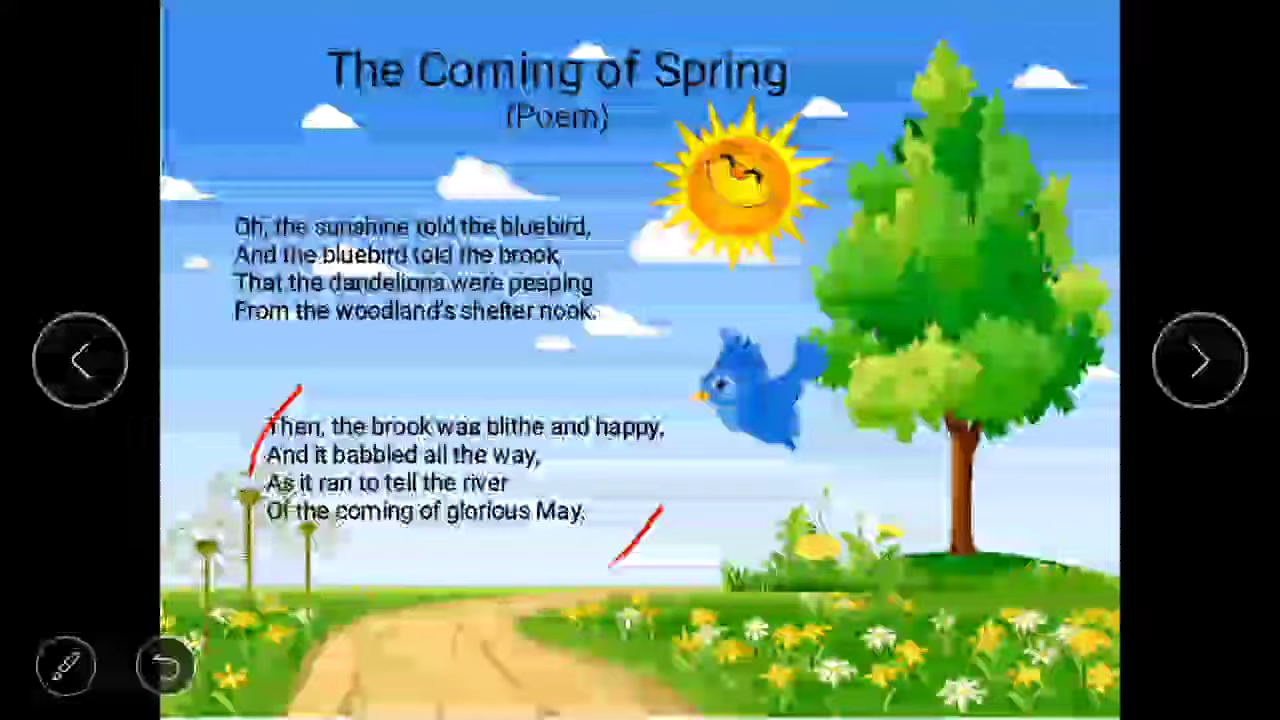 The Coming of Spring
(Poem)
Oh, the sunshine told the bluebird,
And the bluebird told the brook,
That the dandelions were peeping
From the woodland's shelter nook.
Then, the brook was blithe and happy,
And it babbled all the way,
As it ran to tell the river
Of the coming of glorious May.